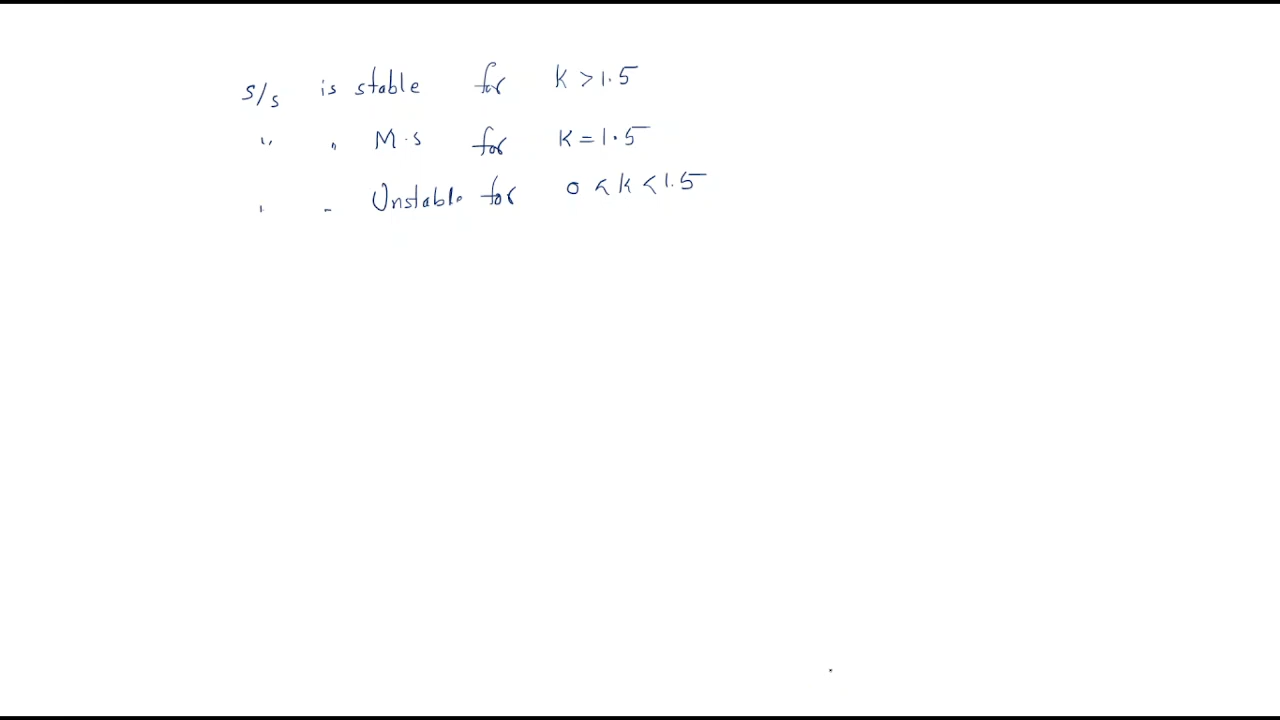 S/s is stable for K > 1.5
" " M.S for K = 1.5
" " Unstable for 0 < K < 1.5